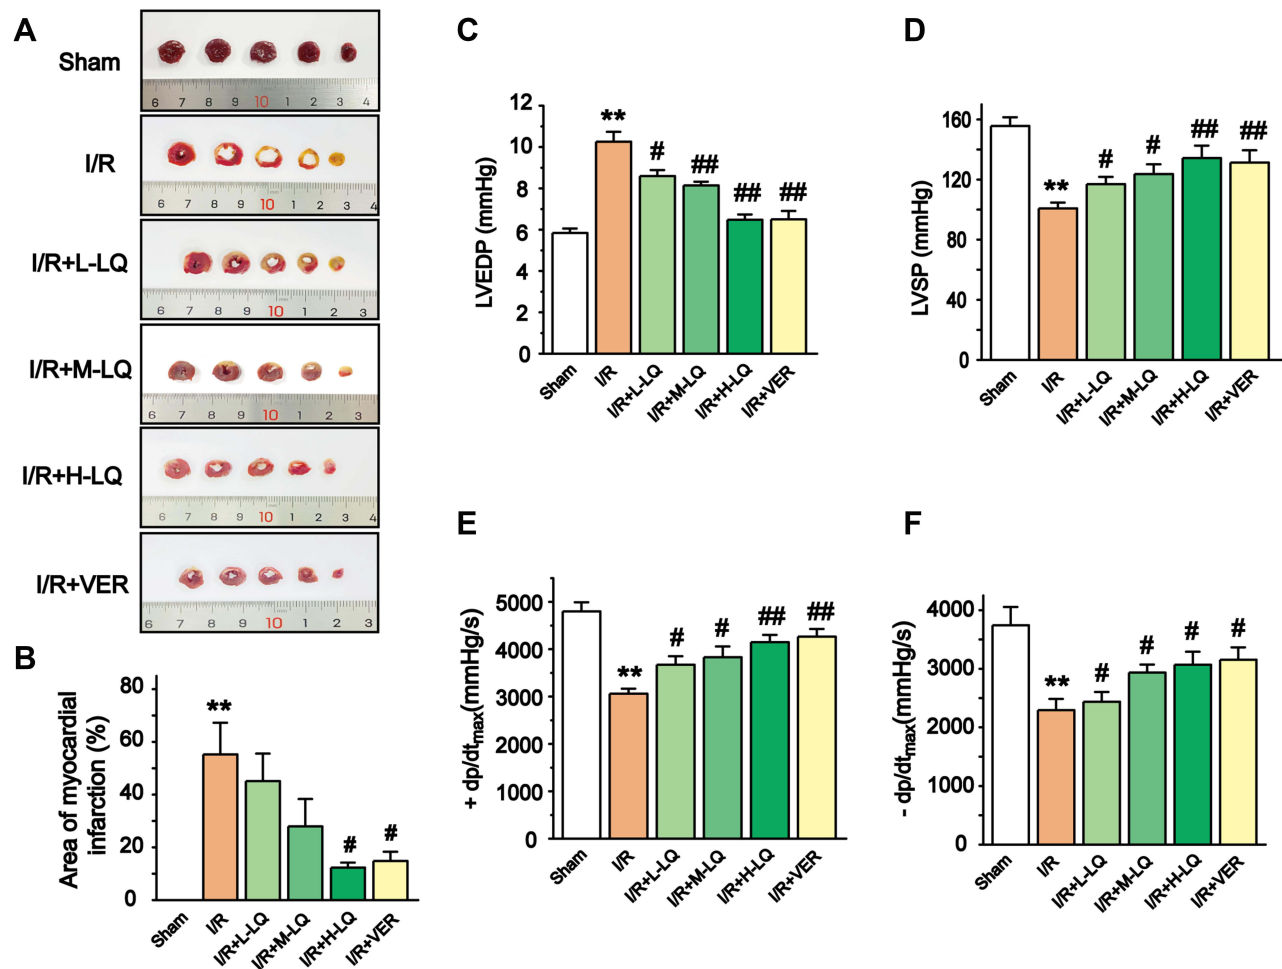 A
Sham
6 7 8 9 10 1 2 3 4
I/R
6 7 8 9 10 1 2 3 4
I/R+L-LQ
6 7 8 9 10 1 2 3 4
I/R+M-LQ
6 7 8 9 10 1 2 3
I/R+H-LQ
6 7 8 9 10 1 2 3 4
I/R+VER
6 7 8 9 10 1 2 3
B
Area of myocardial
infarction (%)
80
60
40
20
0
**
#
#
Sham
I/R
I/R+L-LQ
I/R+M-LQ
I/R+H-LQ
I/R+VER
C
LVEDP (mmHg)
12
10
8
6
4
2
0
**
#
##
##
##
Sham
I/R
I/R+L-LQ
I/R+M-LQ
I/R+H-LQ
I/R+VER
D
LVSP (mmHg)
160
120
80
40
0
**
#
#
##
##
Sham
I/R
I/R+L-LQ
I/R+M-LQ
I/R+H-LQ
I/R+VER
E
+ dp/dtmax(mmHg/s)
5000
4000
3000
2000
1000
0
**
#
#
##
##
Sham
I/R
I/R+L-LQ
I/R+M-LQ
I/R+H-LQ
I/R+VER
F
- dp/dtmax(mmHg/s)
4000
3000
2000
1000
0
**
#
#
#
#
Sham
I/R
I/R+L-LQ
I/R+M-LQ
I/R+H-LQ
I/R+VER